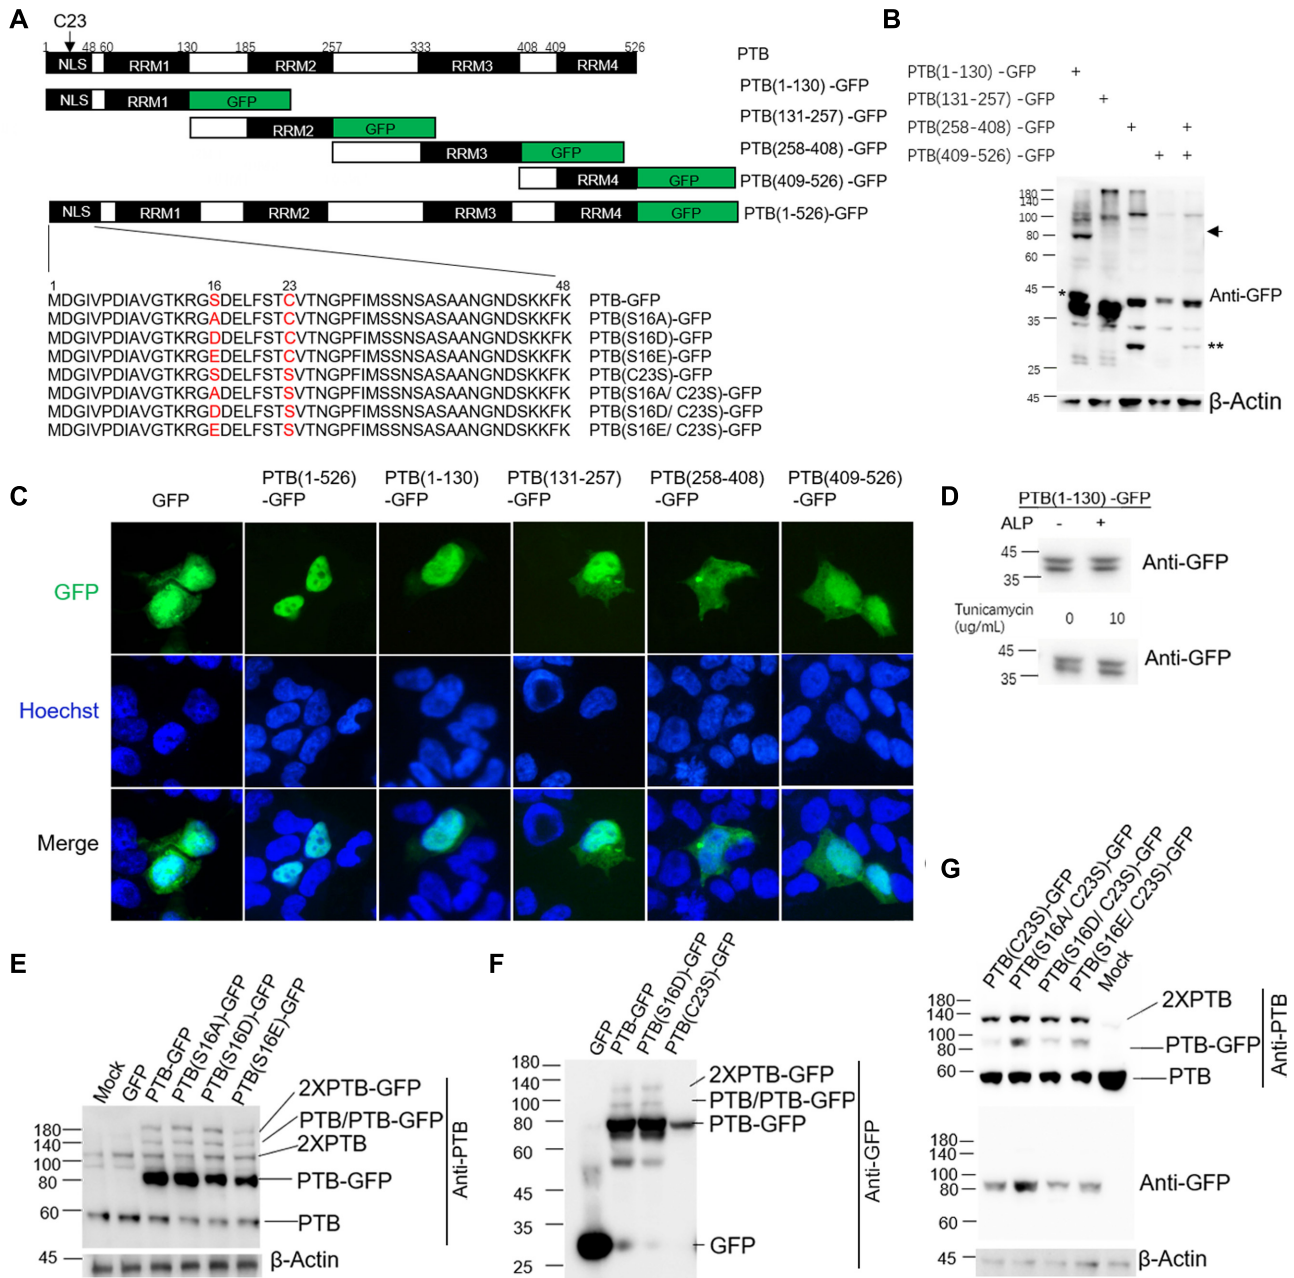 A
C23
1 48 60 130 185 257 333 408 409 526
NLS RRM1 RRM2 RRM3 RRM4 PTB
NLS RRM1 GFP PTB(1-130) -GFP
RRM2 GFP PTB(131-257) -GFP
RRM3 GFP PTB(258-408) -GFP
RRM4 GFP PTB(409-526) -GFP
NLS RRM1 RRM2 RRM3 RRM4 GFP PTB(1-526)-GFP
1 16 23 48
MDGIVPDIAVGTKRGSDELFSTCVTNGPFIMSSNSASAANGNDSKKFK PTB-GFP
MDGIVPDIAVGTKRGADELFSTCVTNGPFIMSSNSASAANGNDSKKFK PTB(S16A)-GFP
MDGIVPDIAVGTKRGDDELFSTCVTNGPFIMSSNSASAANGNDSKKFK PTB(S16D)-GFP
MDGIVPDIAVGTKRGEDELFSTCVTNGPFIMSSNSASAANGNDSKKFK PTB(S16E)-GFP
MDGIVPDIAVGTKRGSDELFSTSVTNGPFIMSSNSASAANGNDSKKFK PTB(C23S)-GFP
MDGIVPDIAVGTKRGADELFSTSVTNGPFIMSSNSASAANGNDSKKFK PTB(S16A/ C23S)-GFP
MDGIVPDIAVGTKRGDDELFSTSVTNGPFIMSSNSASAANGNDSKKFK PTB(S16D/ C23S)-GFP
MDGIVPDIAVGTKRGEDELFSTSVTNGPFIMSSNSASAANGNDSKKFK PTB(S16E/ C23S)-GFP
B
PTB(1-130) -GFP +
PTB(131-257) -GFP +
PTB(258-408) -GFP + +
PTB(409-526) -GFP + +
180
140
100
80
60
45
* Anti-GFP
35
**
25
45 β-Actin
C
GFP
PTB(1-526)
-GFP
PTB(1-130)
-GFP
PTB(131-257)
-GFP
PTB(258-408)
-GFP
PTB(409-526)
-GFP
GFP
Hoechst
Merge
D
PTB(1-130) -GFP
ALP - +
45
Anti-GFP
35
Tunicamycin
(ug/mL) 0 10
45
Anti-GFP
35
E
Mock
GFP
PTB-GFP
PTB(S16A)-GFP
PTB(S16D)-GFP
PTB(S16E)-GFP
180
140
100
80
60
45
2XPTB-GFP
PTB/PTB-GFP
2XPTB
PTB-GFP
PTB
β-Actin
Anti-PTB
F
GFP
PTB-GFP
PTB(S16D)-GFP
PTB(C23S)-GFP
180
140
100
80
60
45
35
25
2XPTB-GFP
PTB/PTB-GFP
PTB-GFP
GFP
Anti-GFP
G
PTB(C23S)-GFP
PTB(S16A/ C23S)-GFP
PTB(S16D/ C23S)-GFP
PTB(S16E/ C23S)-GFP
Mock
180
140
100
80
60
2XPTB
PTB-GFP
PTB
Anti-PTB
180
140
100
80
60
Anti-GFP
45
β-Actin